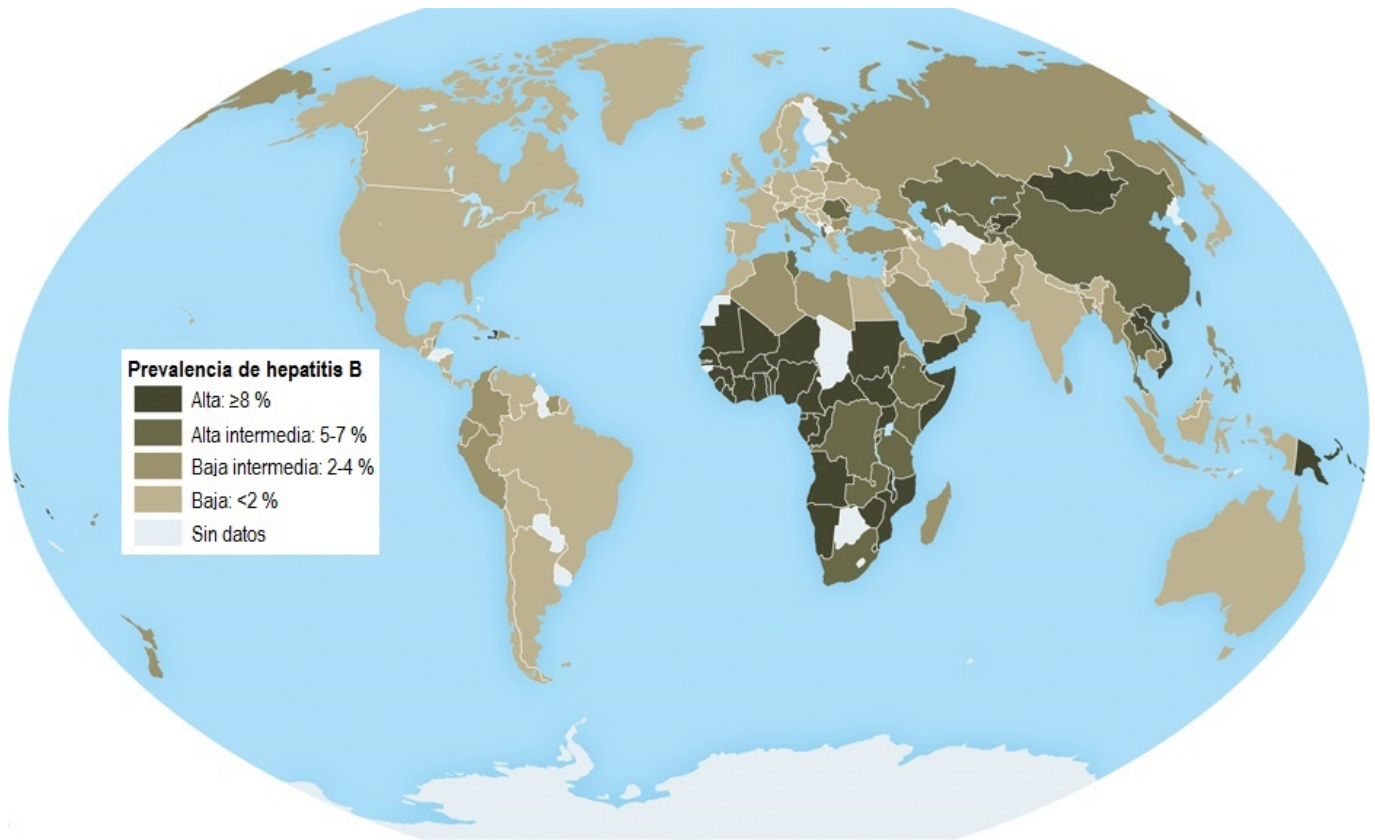 Prevalencia de hepatitis B
Alta: ≥8 %
Alta intermedia: 5-7 %
Baja intermedia: 2-4 %
Baja: <2 %
Sin datos